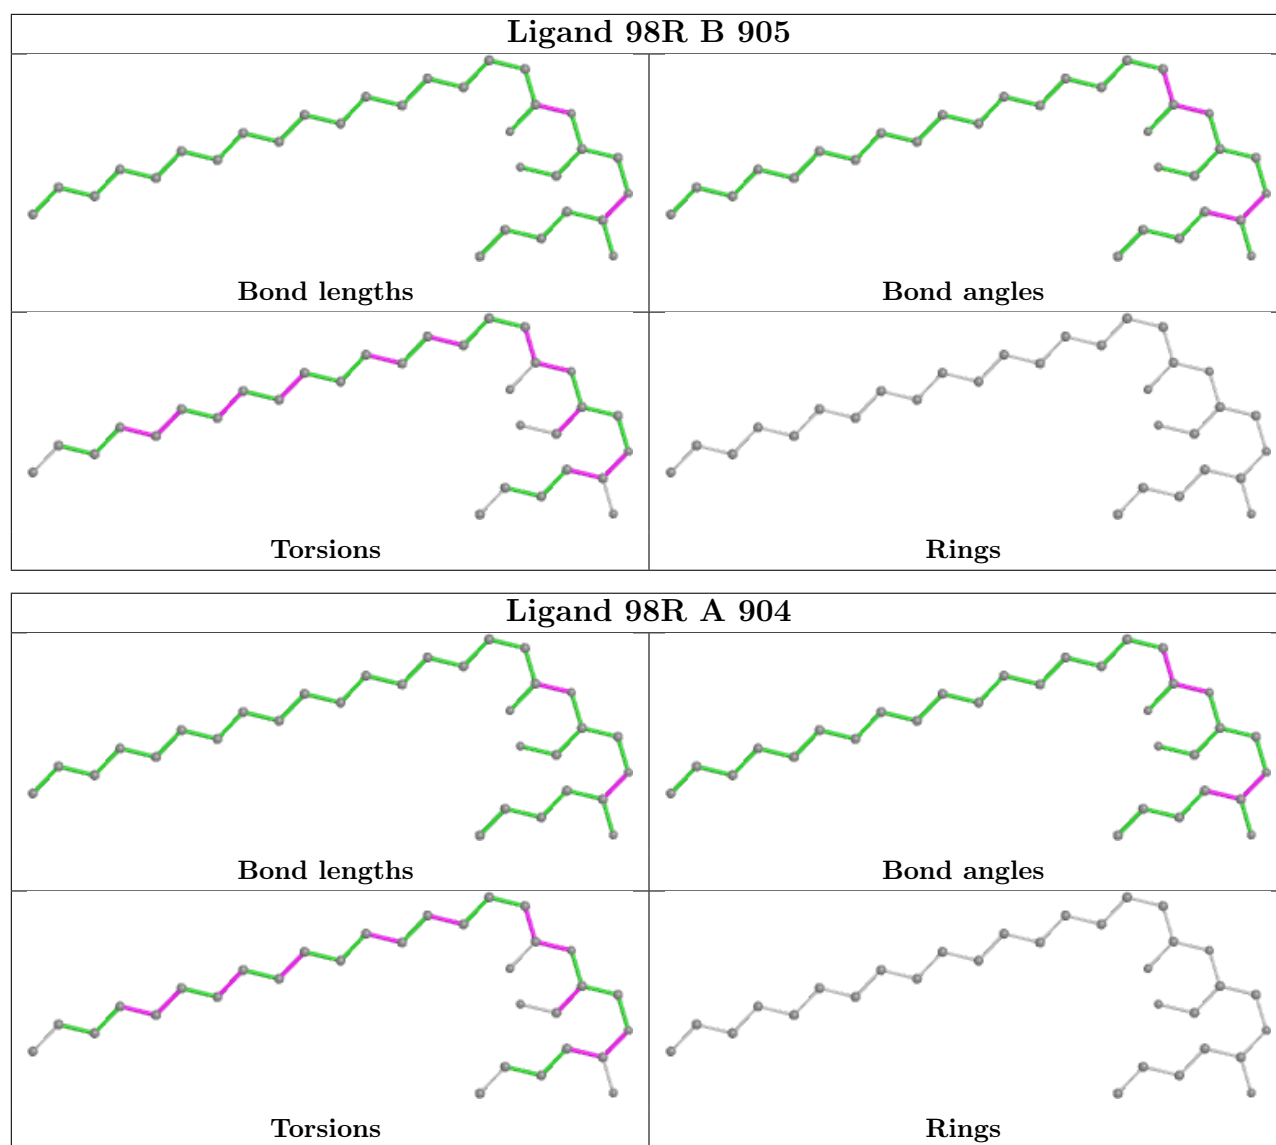 Ligand 98R B 905
Bond lengths
Bond angles
Torsions
Rings
Ligand 98R A 904
Bond lengths
Bond angles
Torsions
Rings